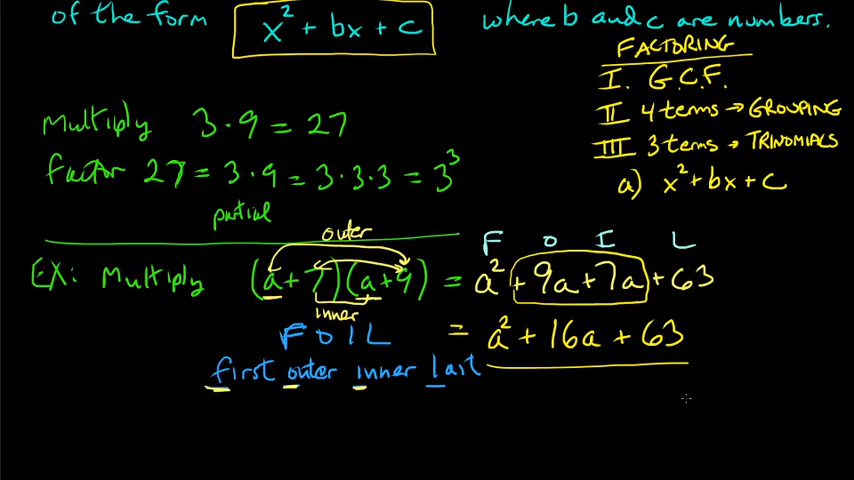 of the form x² + bx + c where b and c are numbers.
FACTORING
I. G.C.F.
II 4 terms → GROUPING
III 3 terms → TRINOMIALS
a) x² + bx + c
Multiply 3 · 9 = 27
factor 27 = 3 · 9 = 3 · 3 · 3 = 3³
partial
outer
F O I L
EX: Multiply (a + 7)(a + 9) = a² + 9a + 7a + 63
inner
F O I L = a² + 16a + 63
first outer inner last